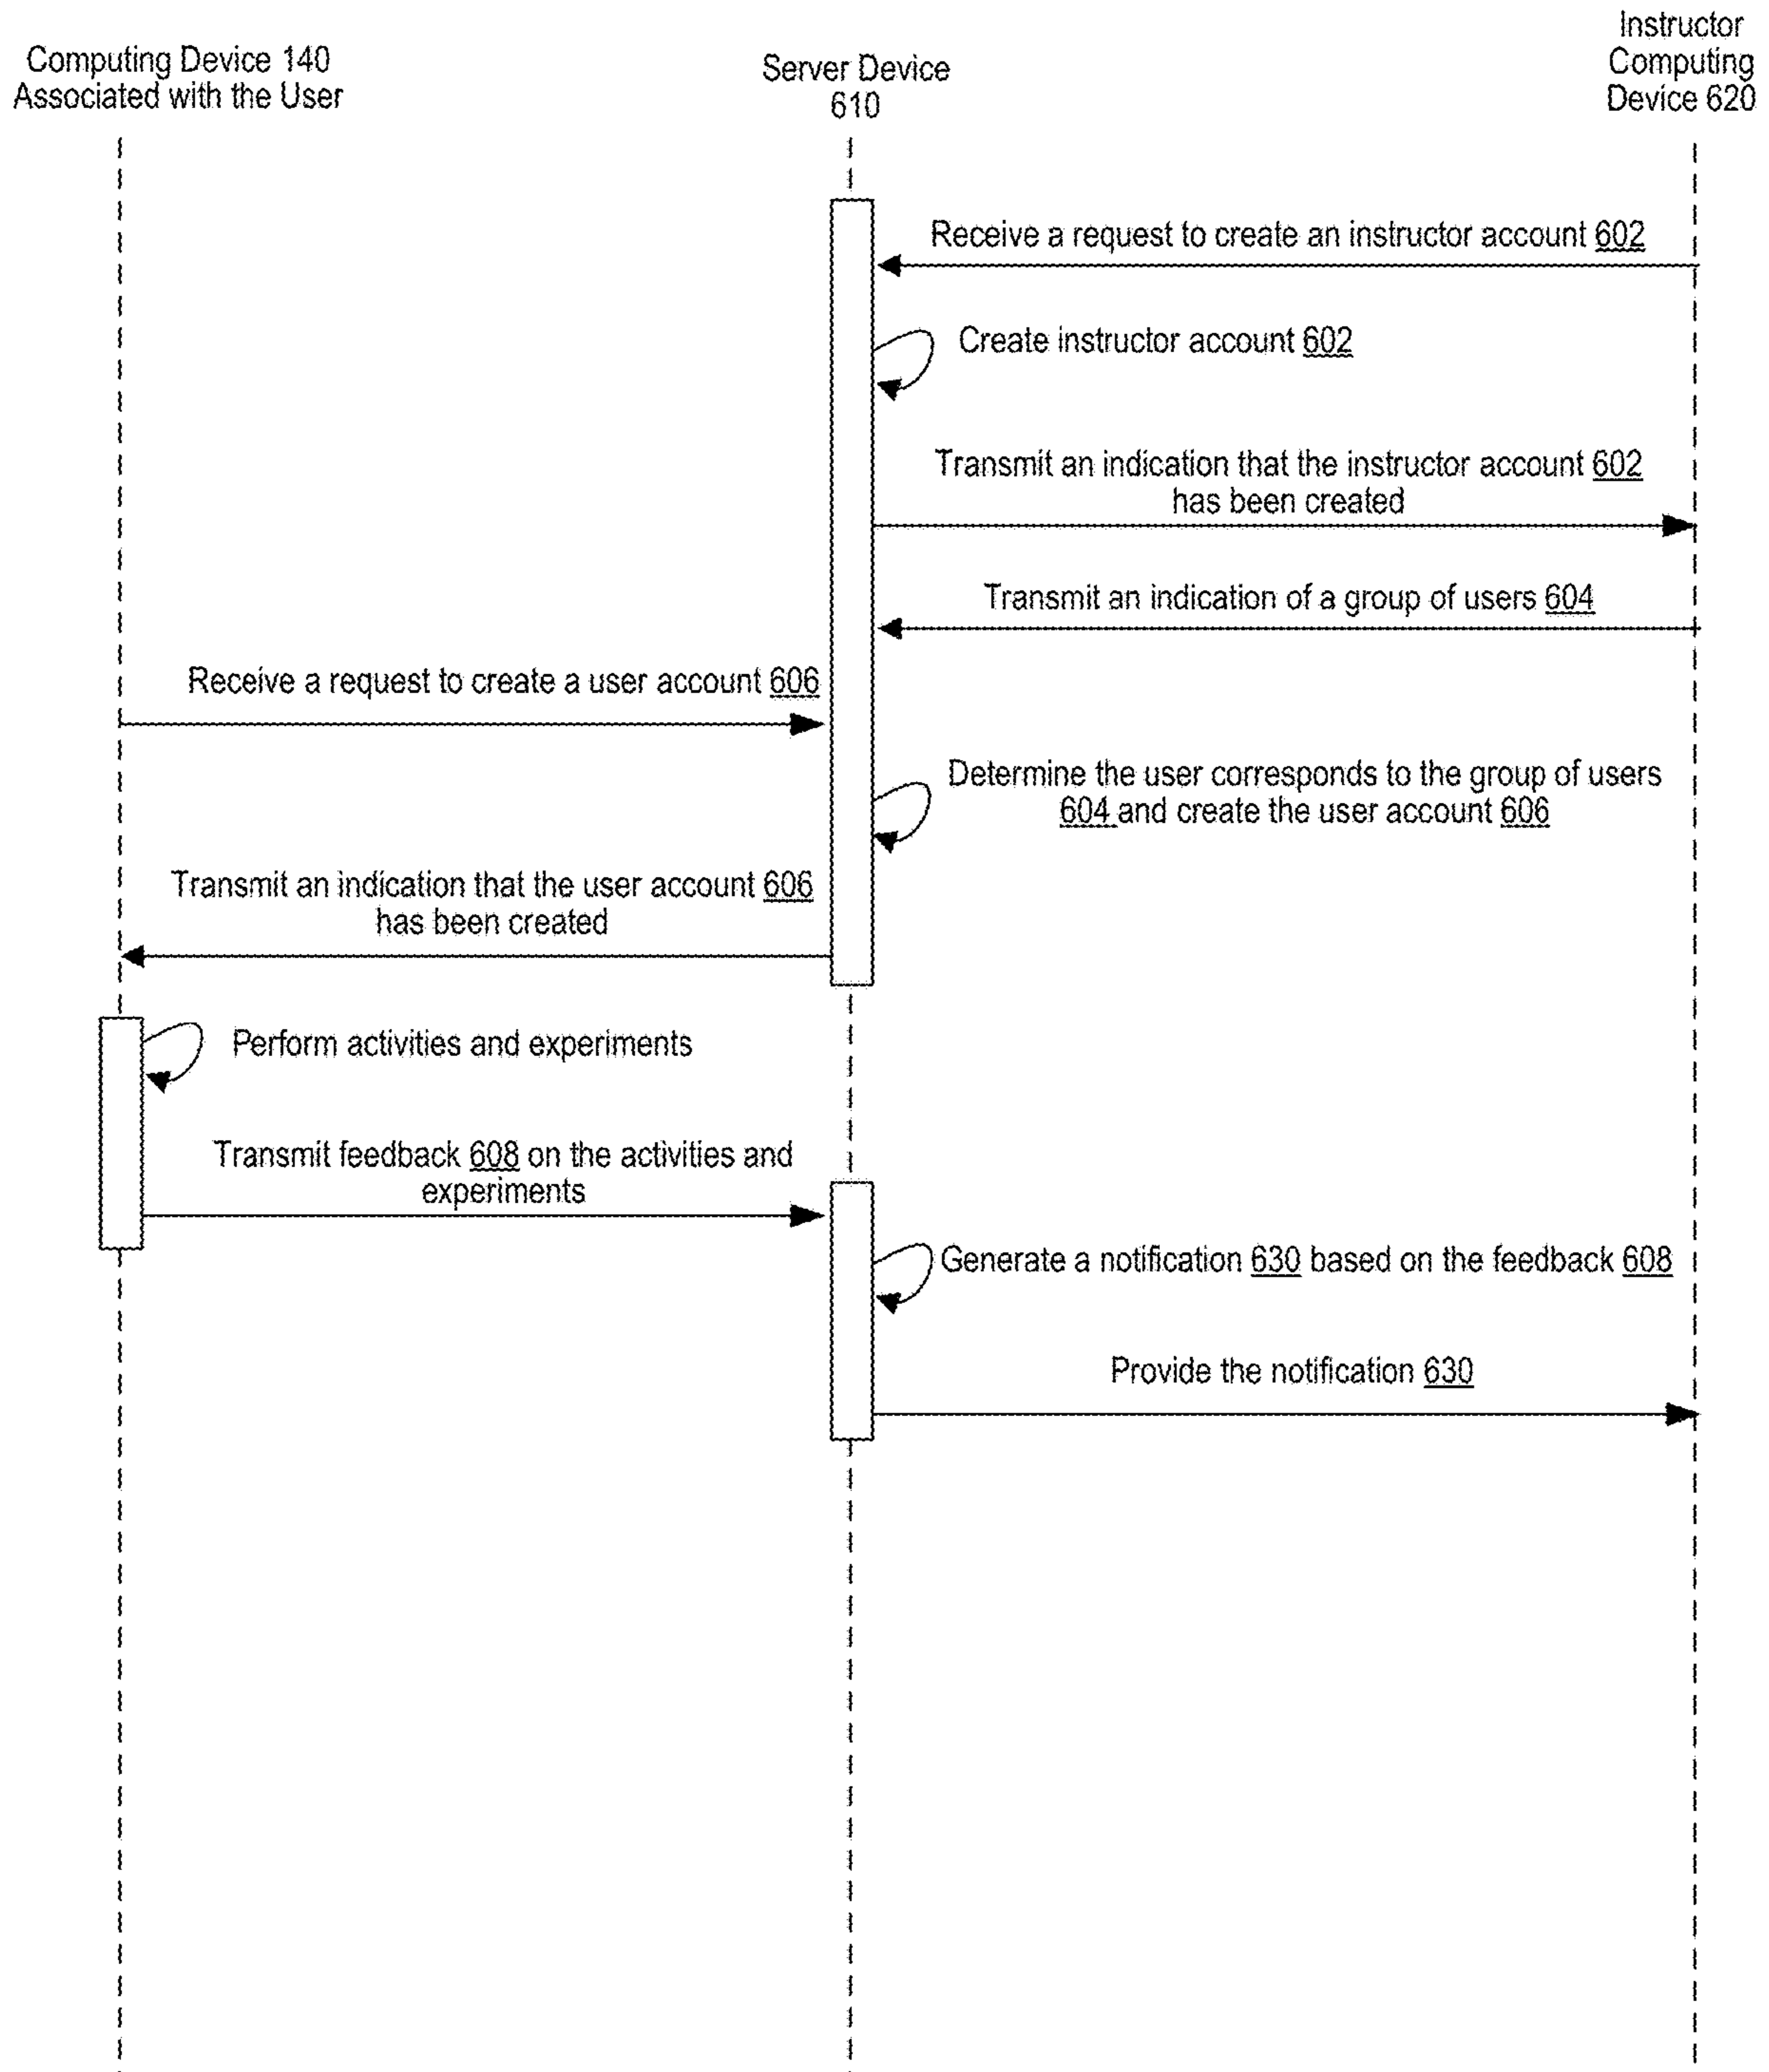 Computing Device 140
Associated with the User
Server Device
610
Instructor
Computing
Device 620
Receive a request to create an instructor account 602
Create instructor account 602
Transmit an indication that the instructor account 602
has been created
Transmit an indication of a group of users 604
Receive a request to create a user account 606
Determine the user corresponds to the group of users
604 and create the user account 606
Transmit an indication that the user account 606
has been created
Perform activities and experiments
Transmit feedback 608 on the activities and
experiments
Generate a notification 630 based on the feedback 608
Provide the notification 630